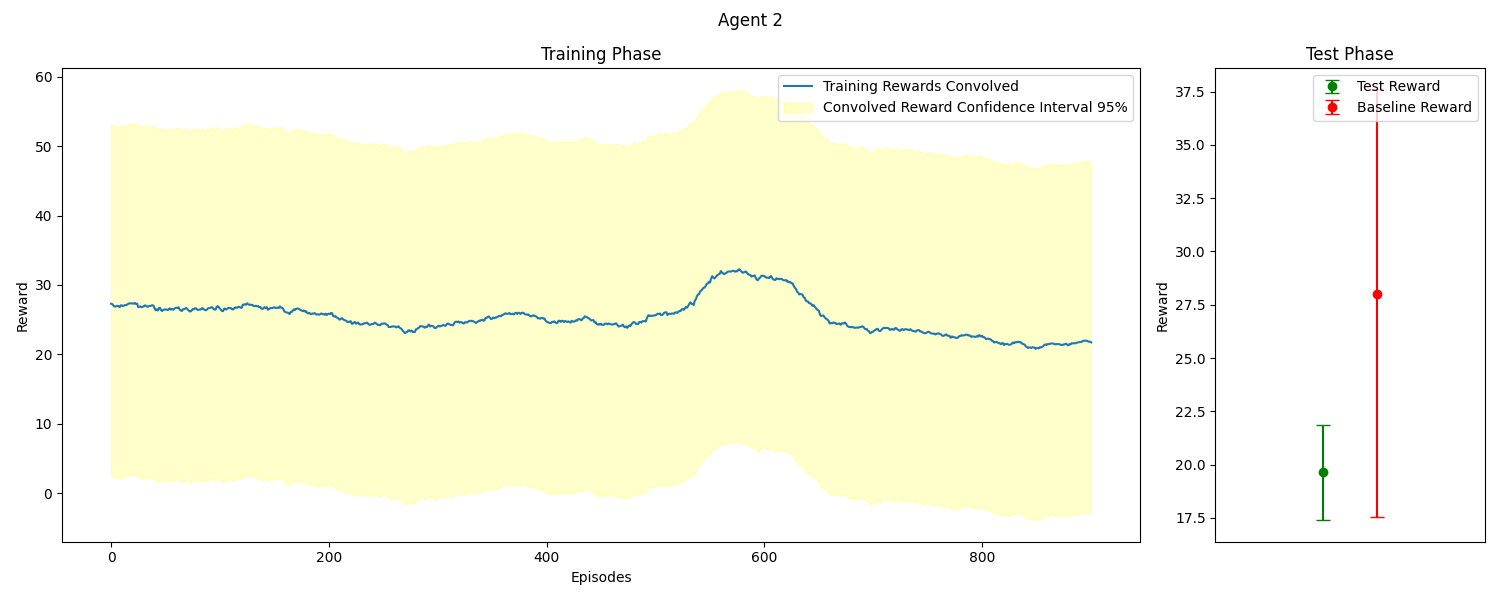 Agent 2
Training Phase
Reward
60
50
40
30
20
10
0
Training Rewards Convolved
Convolved Reward Confidence Interval 95%
0
200
400
600
800
Episodes
Test Phase
Reward
37.5
35.0
32.5
30.0
27.5
25.0
22.5
20.0
17.5
Test Reward
Baseline Reward